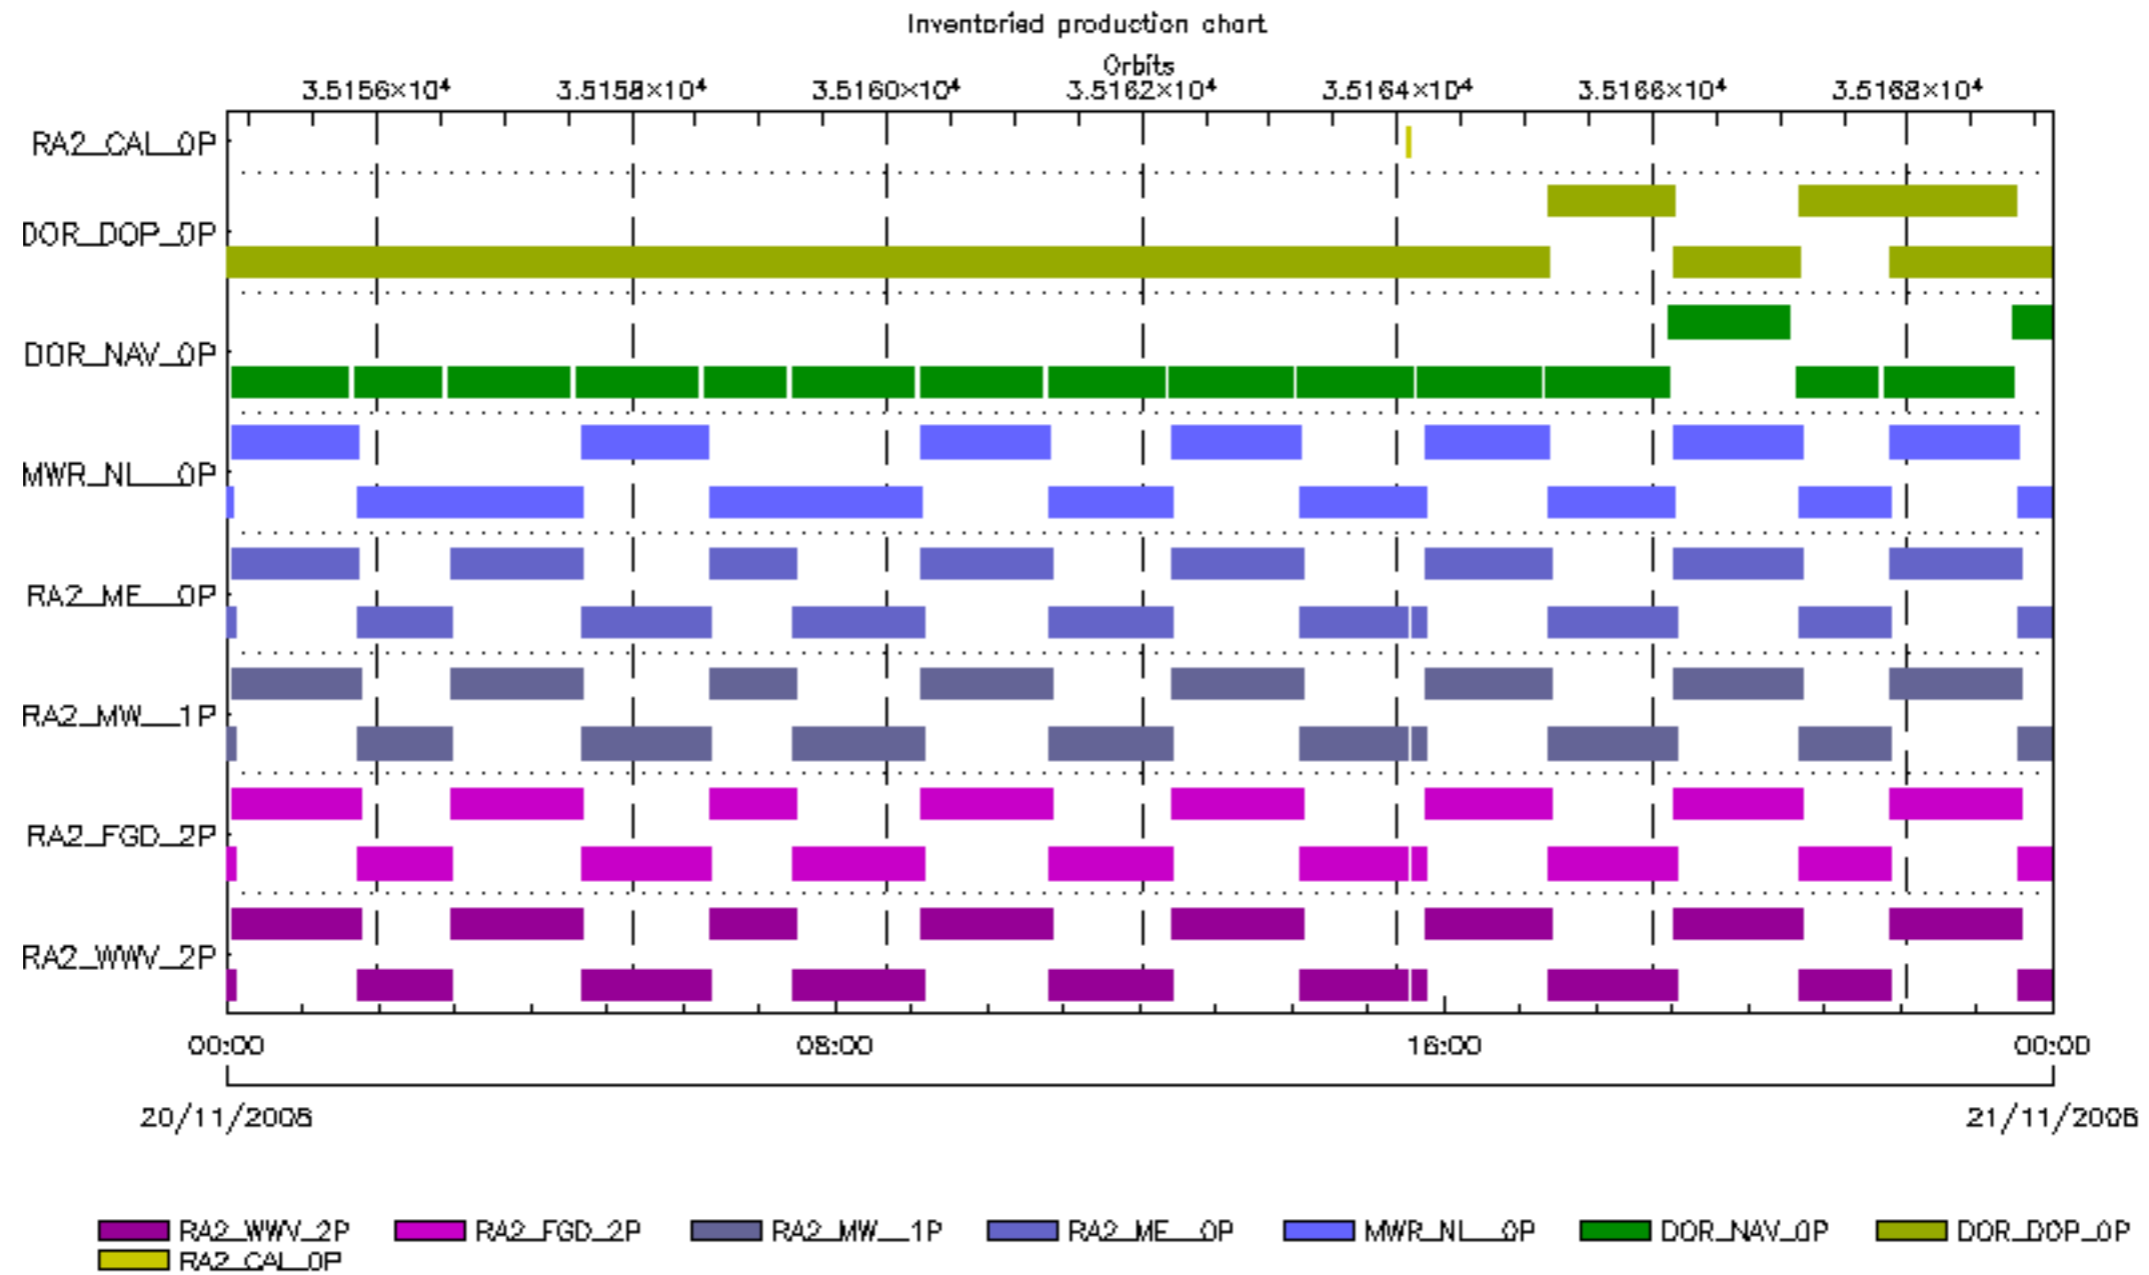 Inventoried production chart
Orbits
3.5156×10⁴ 3.5158×10⁴ 3.5160×10⁴ 3.5162×10⁴ 3.5164×10⁴ 3.5166×10⁴ 3.5168×10⁴
RA2_CAL_0P
DOR_DOP_0P
DOR_NAV_0P
MWR_NL__0P
RA2_ME__0P
RA2_MW__1P
RA2_FGD_2P
RA2_WWV_2P
00:00 08:00 16:00 00:00
20/11/2008 21/11/2008
RA2_WWV_2P RA2_FGD_2P RA2_MW__1P RA2_ME__0P MWR_NL__0P DOR_NAV_0P DOR_DOP_0P
RA2_CAL_0P